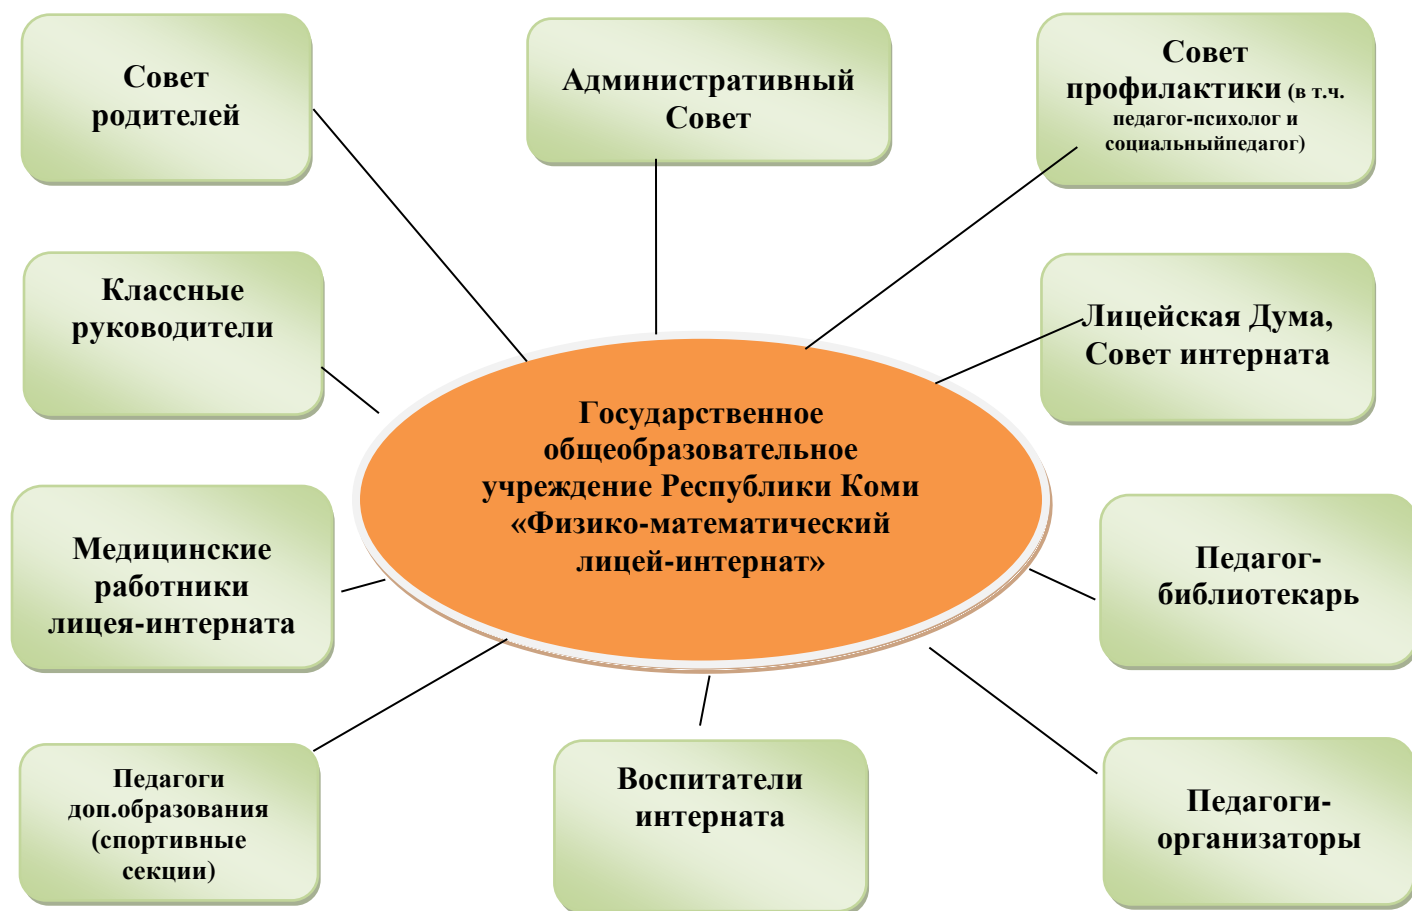 Совет
родителей
Административный
Совет
Совет
профилактики (в т.ч.
педагог-психолог и
социальныйпедагог)
Классные
руководители
Лицейская Дума,
Совет интерната
Государственное
общеобразовательное
учреждение Республики Коми
«Физико-математический
лицей-интернат»
Медицинские
работники
лицея-интерната
Педагог-
библиотекарь
Педагоги
доп.образования
(спортивные
секции)
Воспитатели
интерната
Педагоги-
организаторы